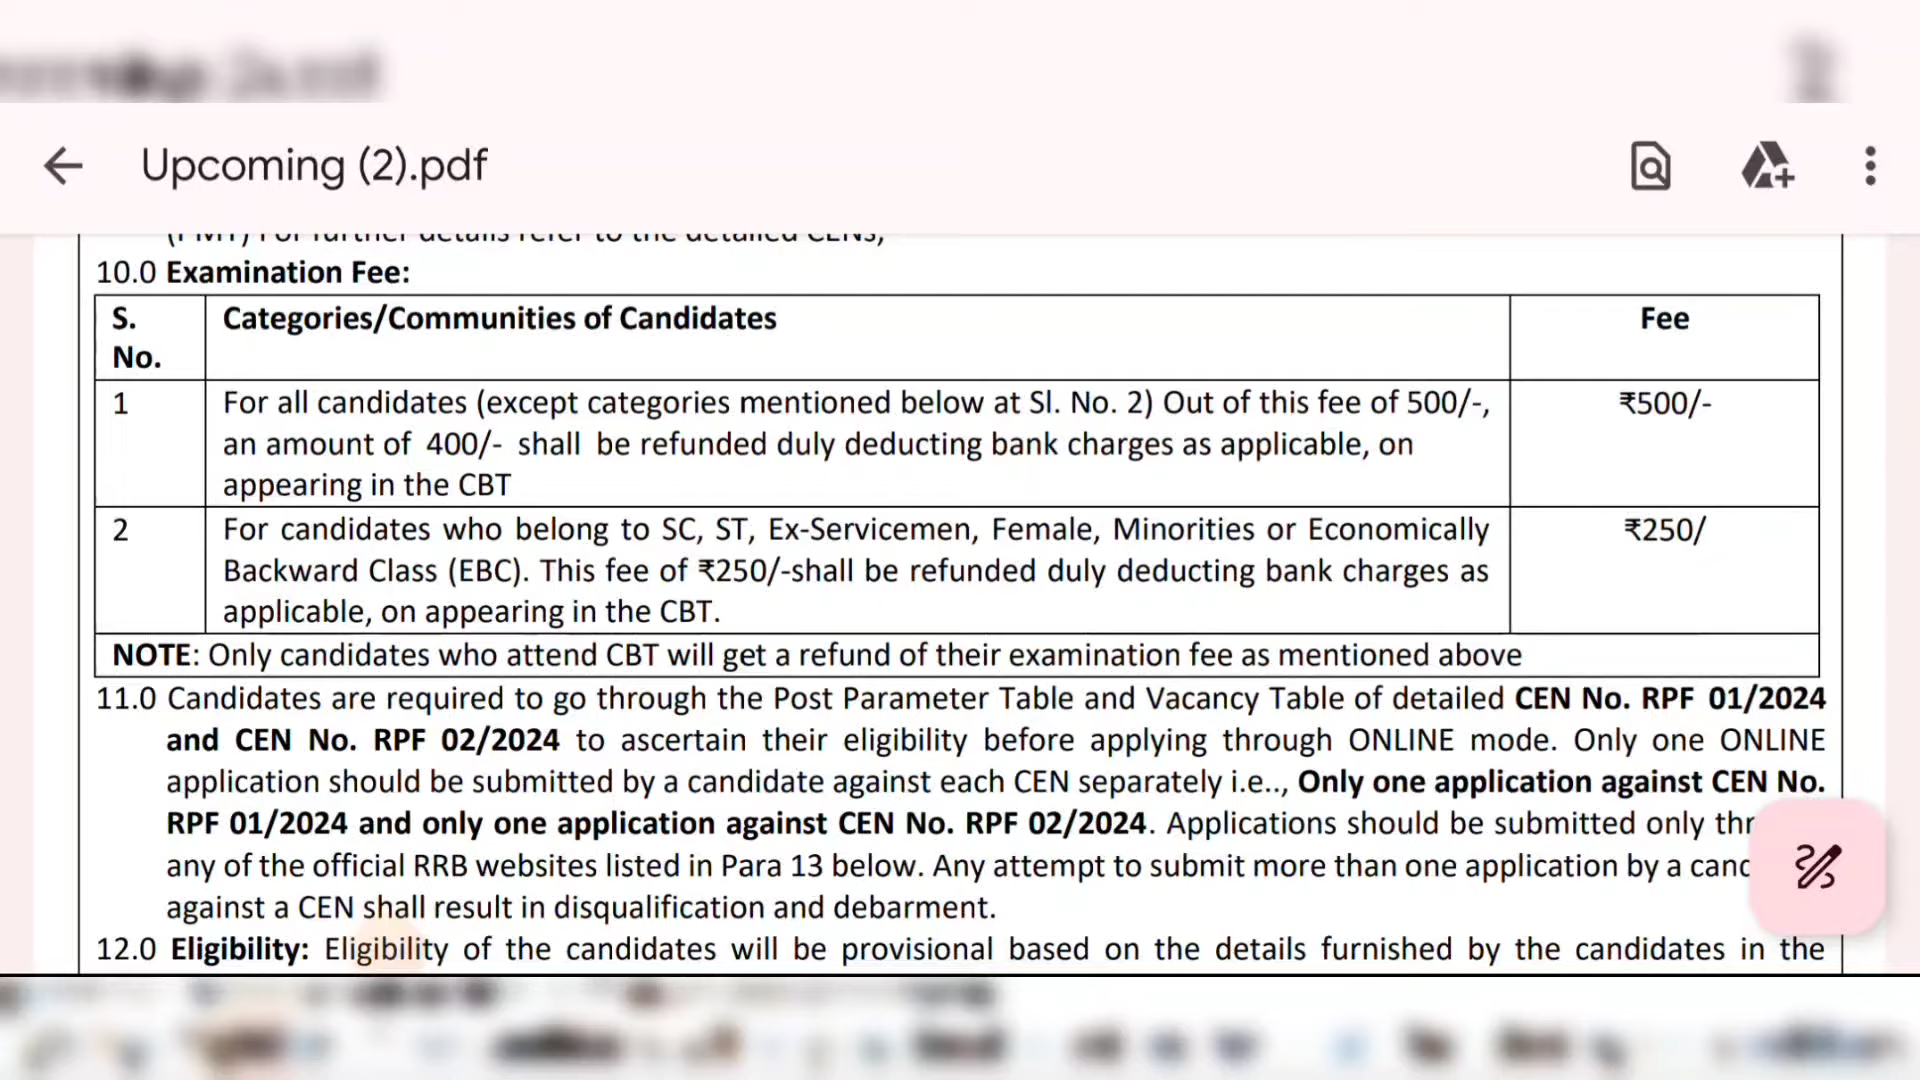 Upcoming (2).pdf
10.0 Examination Fee:
S. No.
Categories/Communities of Candidates
Fee
1
For all candidates (except categories mentioned below at Sl. No. 2) Out of this fee of 500/-,
an amount of 400/- shall be refunded duly deducting bank charges as applicable, on
appearing in the CBT
₹500/-
2
For candidates who belong to SC, ST, Ex-Servicemen, Female, Minorities or Economically
Backward Class (EBC). This fee of ₹250/-shall be refunded duly deducting bank charges as
applicable, on appearing in the CBT.
₹250/
NOTE: Only candidates who attend CBT will get a refund of their examination fee as mentioned above
11.0 Candidates are required to go through the Post Parameter Table and Vacancy Table of detailed CEN No. RPF 01/2024
and CEN No. RPF 02/2024 to ascertain their eligibility before applying through ONLINE mode. Only one ONLINE
application should be submitted by a candidate against each CEN separately i.e.., Only one application against CEN No.
RPF 01/2024 and only one application against CEN No. RPF 02/2024. Applications should be submitted only thr
any of the official RRB websites listed in Para 13 below. Any attempt to submit more than one application by a cand
against a CEN shall result in disqualification and debarment.
12.0 Eligibility: Eligibility of the candidates will be provisional based on the details furnished by the candidates in the